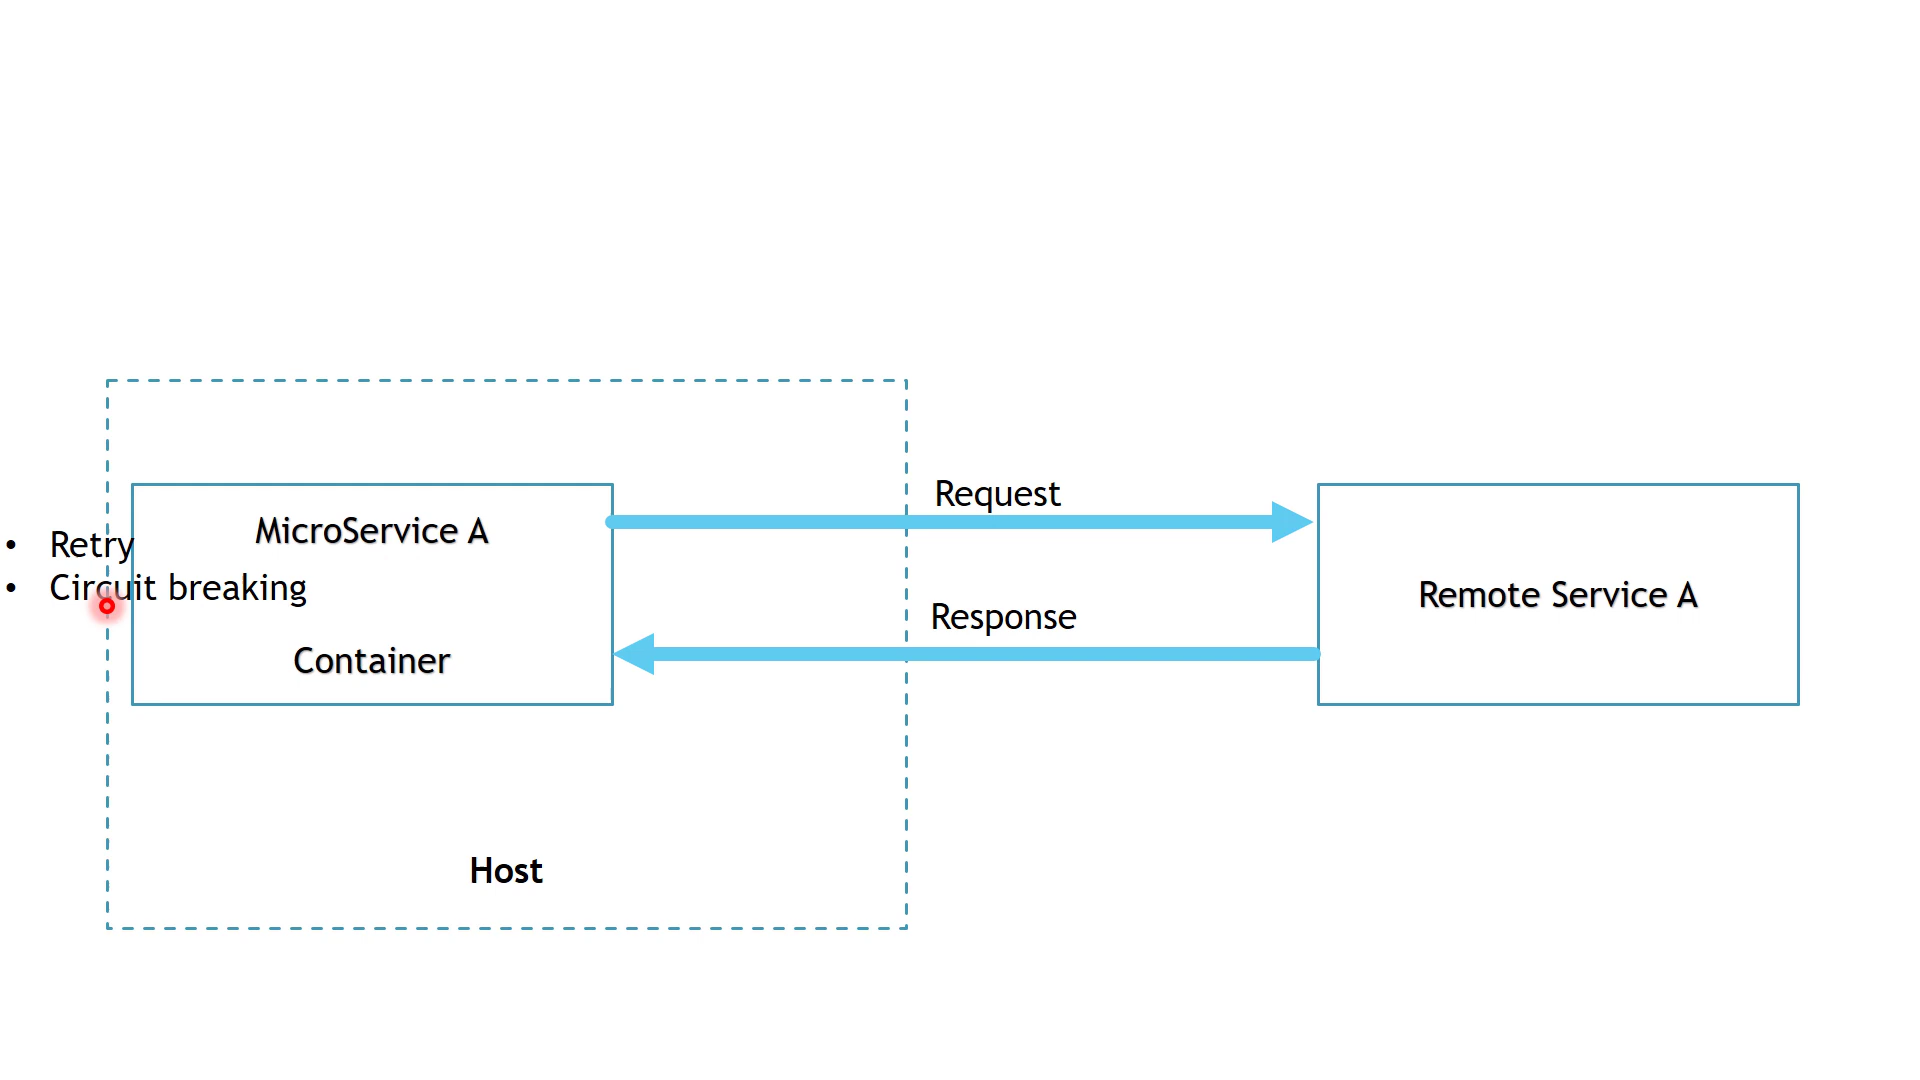 Request
MicroService A
• Retry
• Circuit breaking
Remote Service A
Response
Container
Host